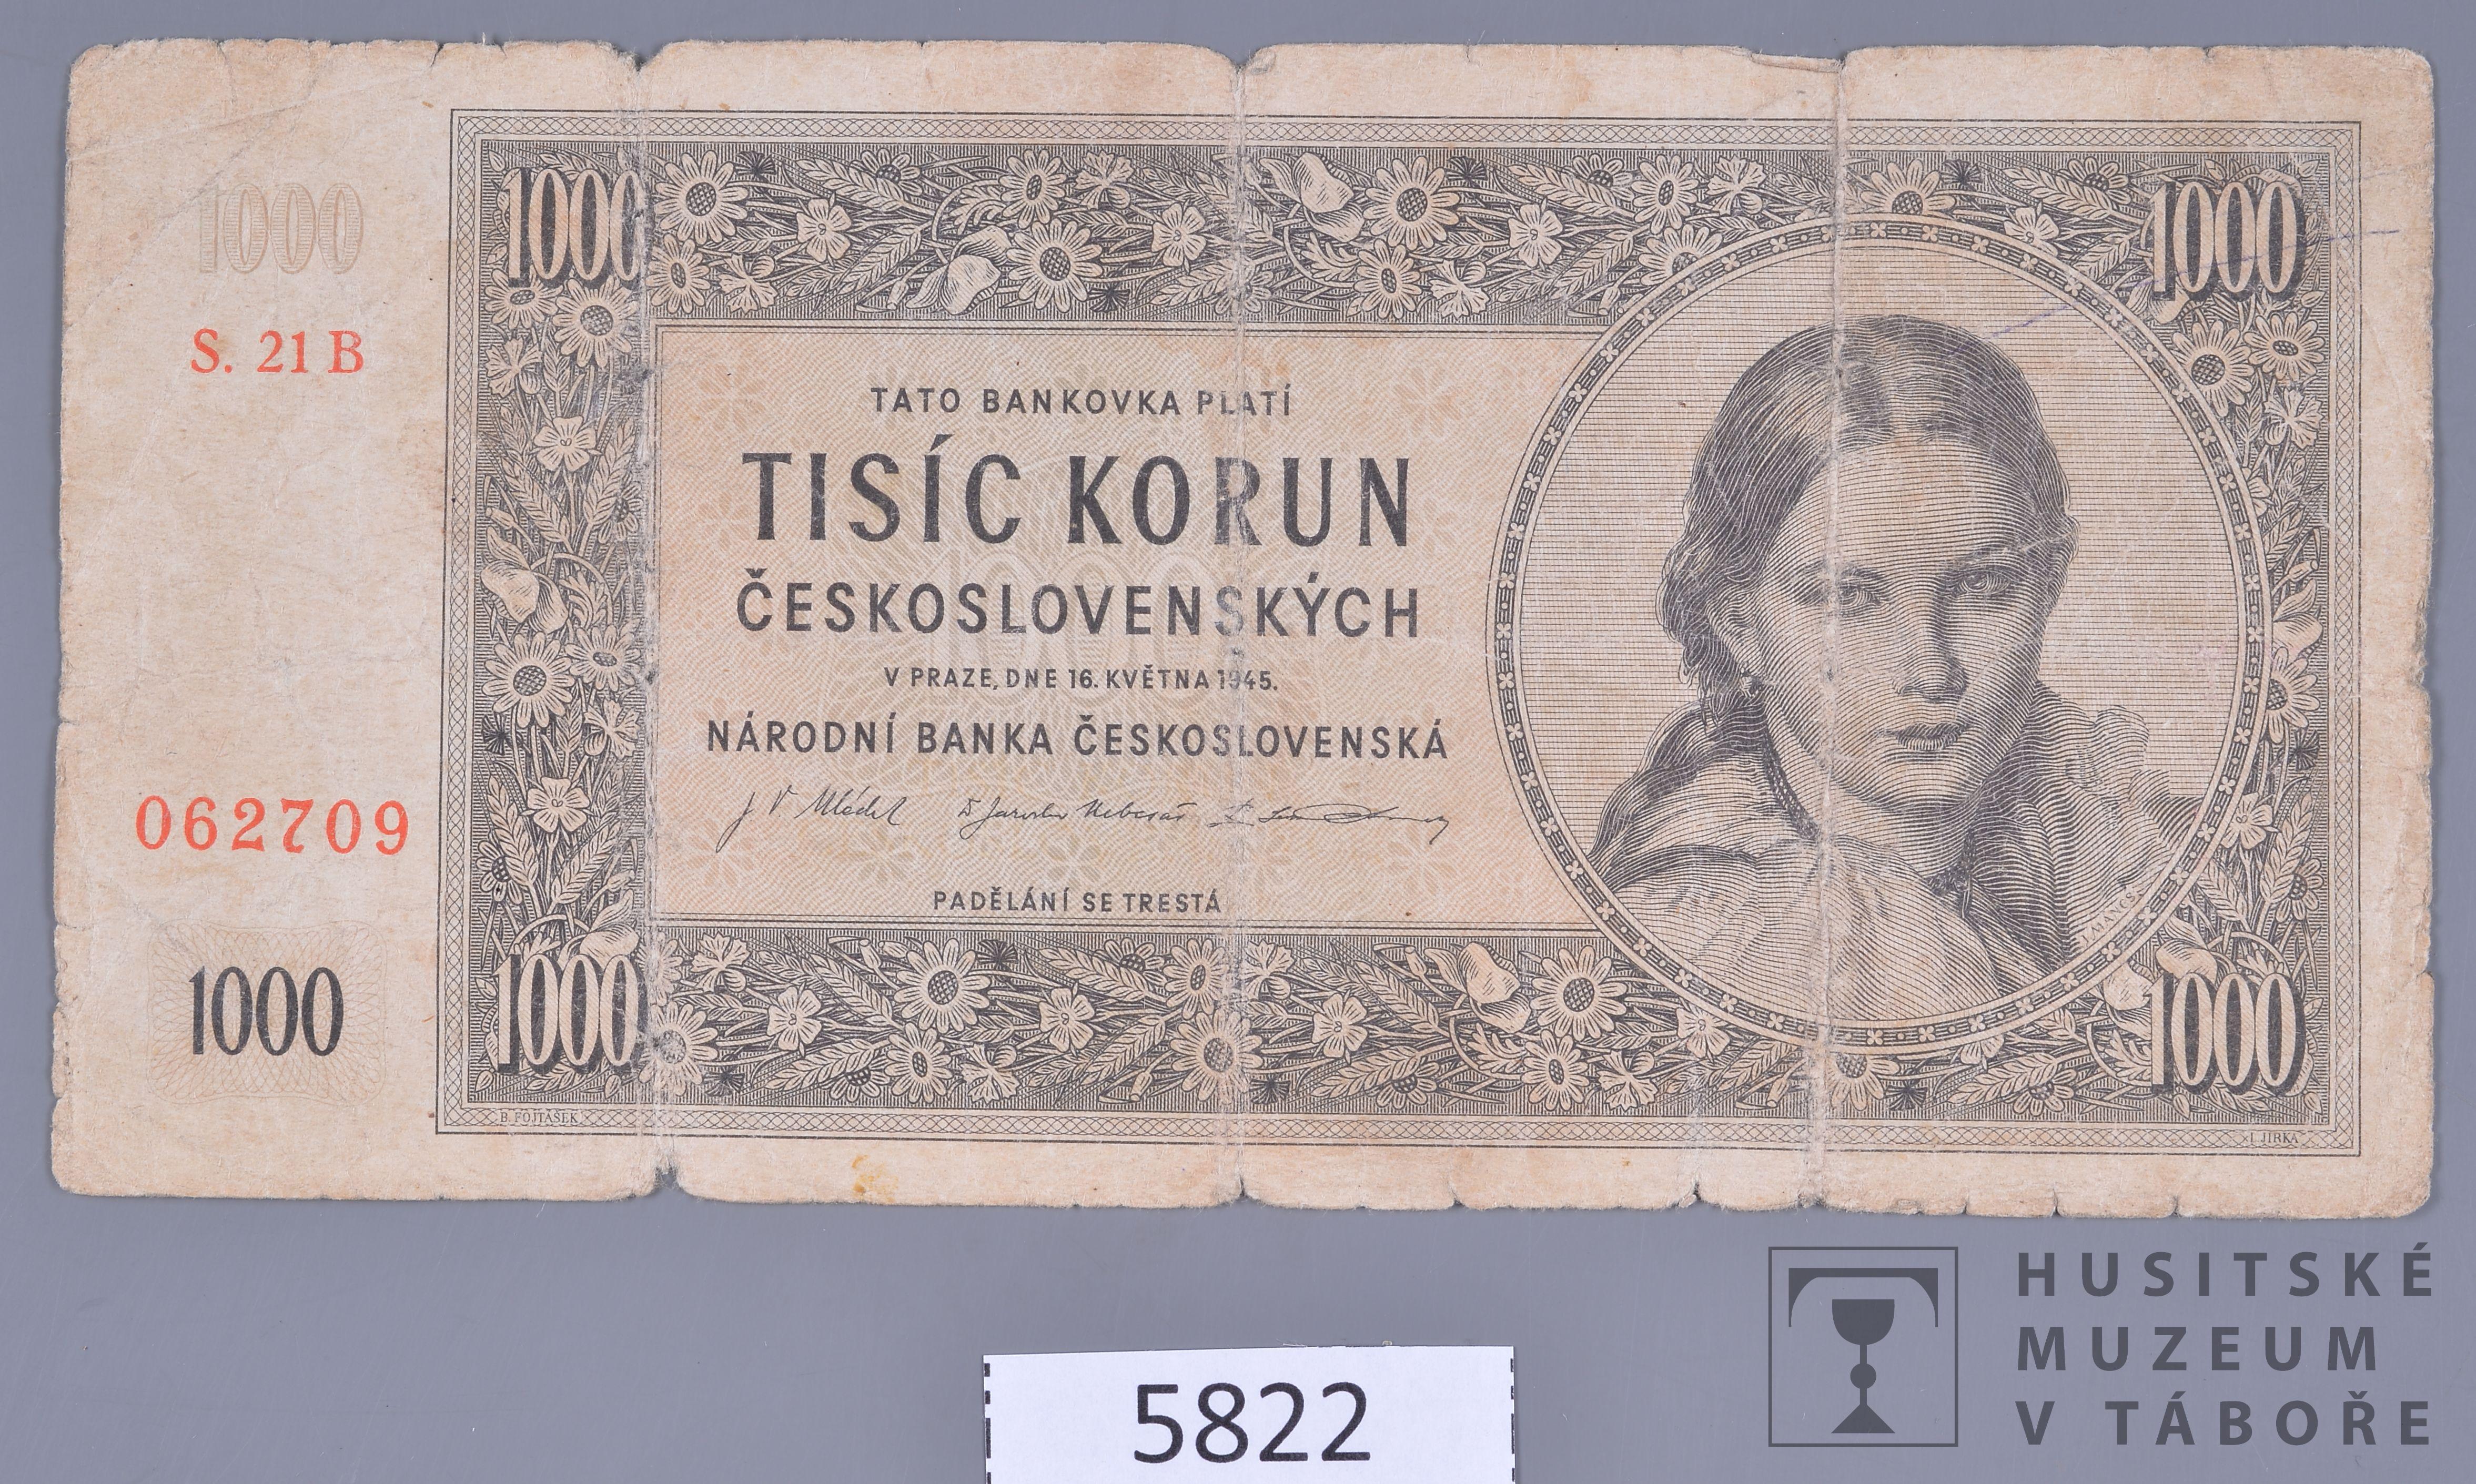 1000
S. 21 B
062709
1000
1000
1000
TATO BANKOVKA PLATÍ
TISÍC KORUN
ČESKOSLOVENSKÝCH
V PRAZE, DNE 16. KVĚTNA 1945.
NÁRODNÍ BANKA ČESKOSLOVENSKÁ
PADĚLÁNÍ SE TRESTÁ
1000
1000
B. FOJTÁŠEK
I. JIRKA
HUSITSKÉ
MUZEUM
V TÁBOŘE
5822